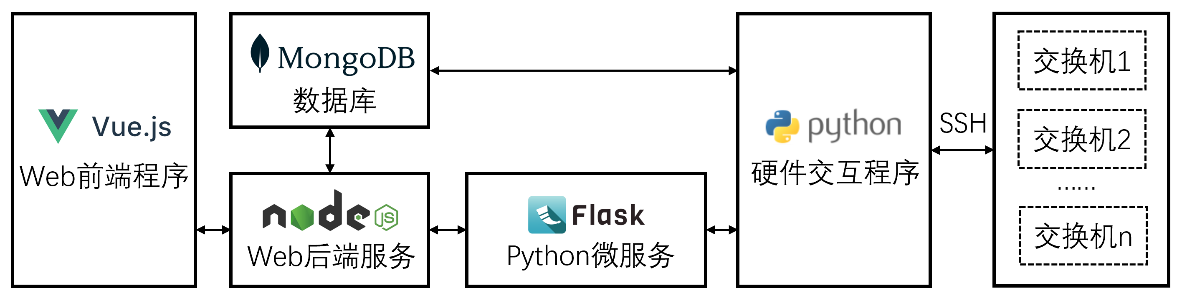 Vue.js
Web前端程序
MongoDB
数据库
node
JS
Web后端服务
Flask
Python微服务
python
硬件交互程序
SSH
交换机1
交换机2
……
交换机n